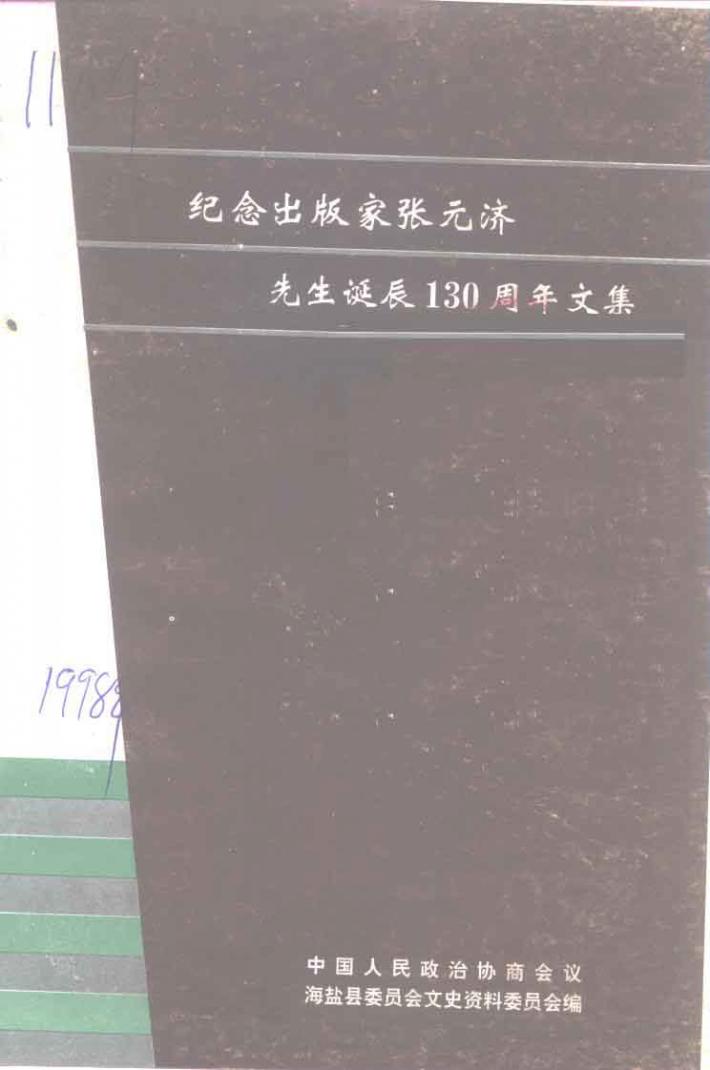 纪念出版家张元济
先生诞辰130周年文集
中国人民政治协商会议
海盐县委员会文史资料委员会编